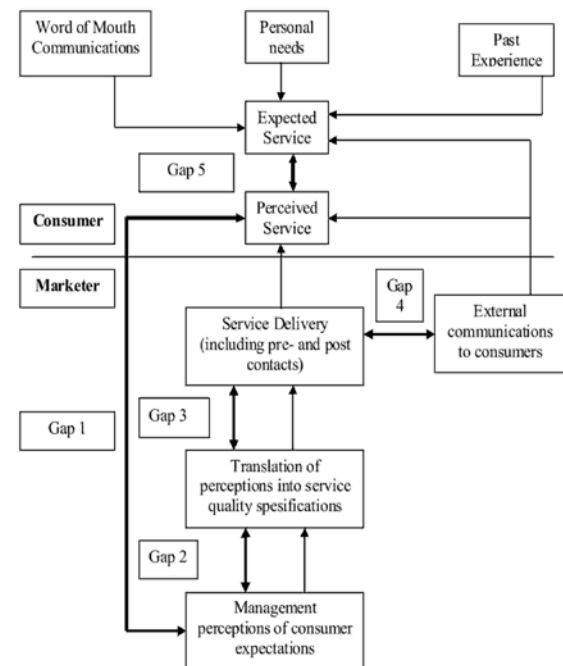 Word of Mouth
Communications
Personal
needs
Past
Experience
Expected
Service
Gap 5
Perceived
Service
Consumer
Marketer
Gap
4
Service Delivery
(including pre- and post
contacts)
External
communications
to consumers
Gap 3
Gap 1
Translation of
perceptions into service
quality spesifications
Gap 2
Management
perceptions of consumer
expectations